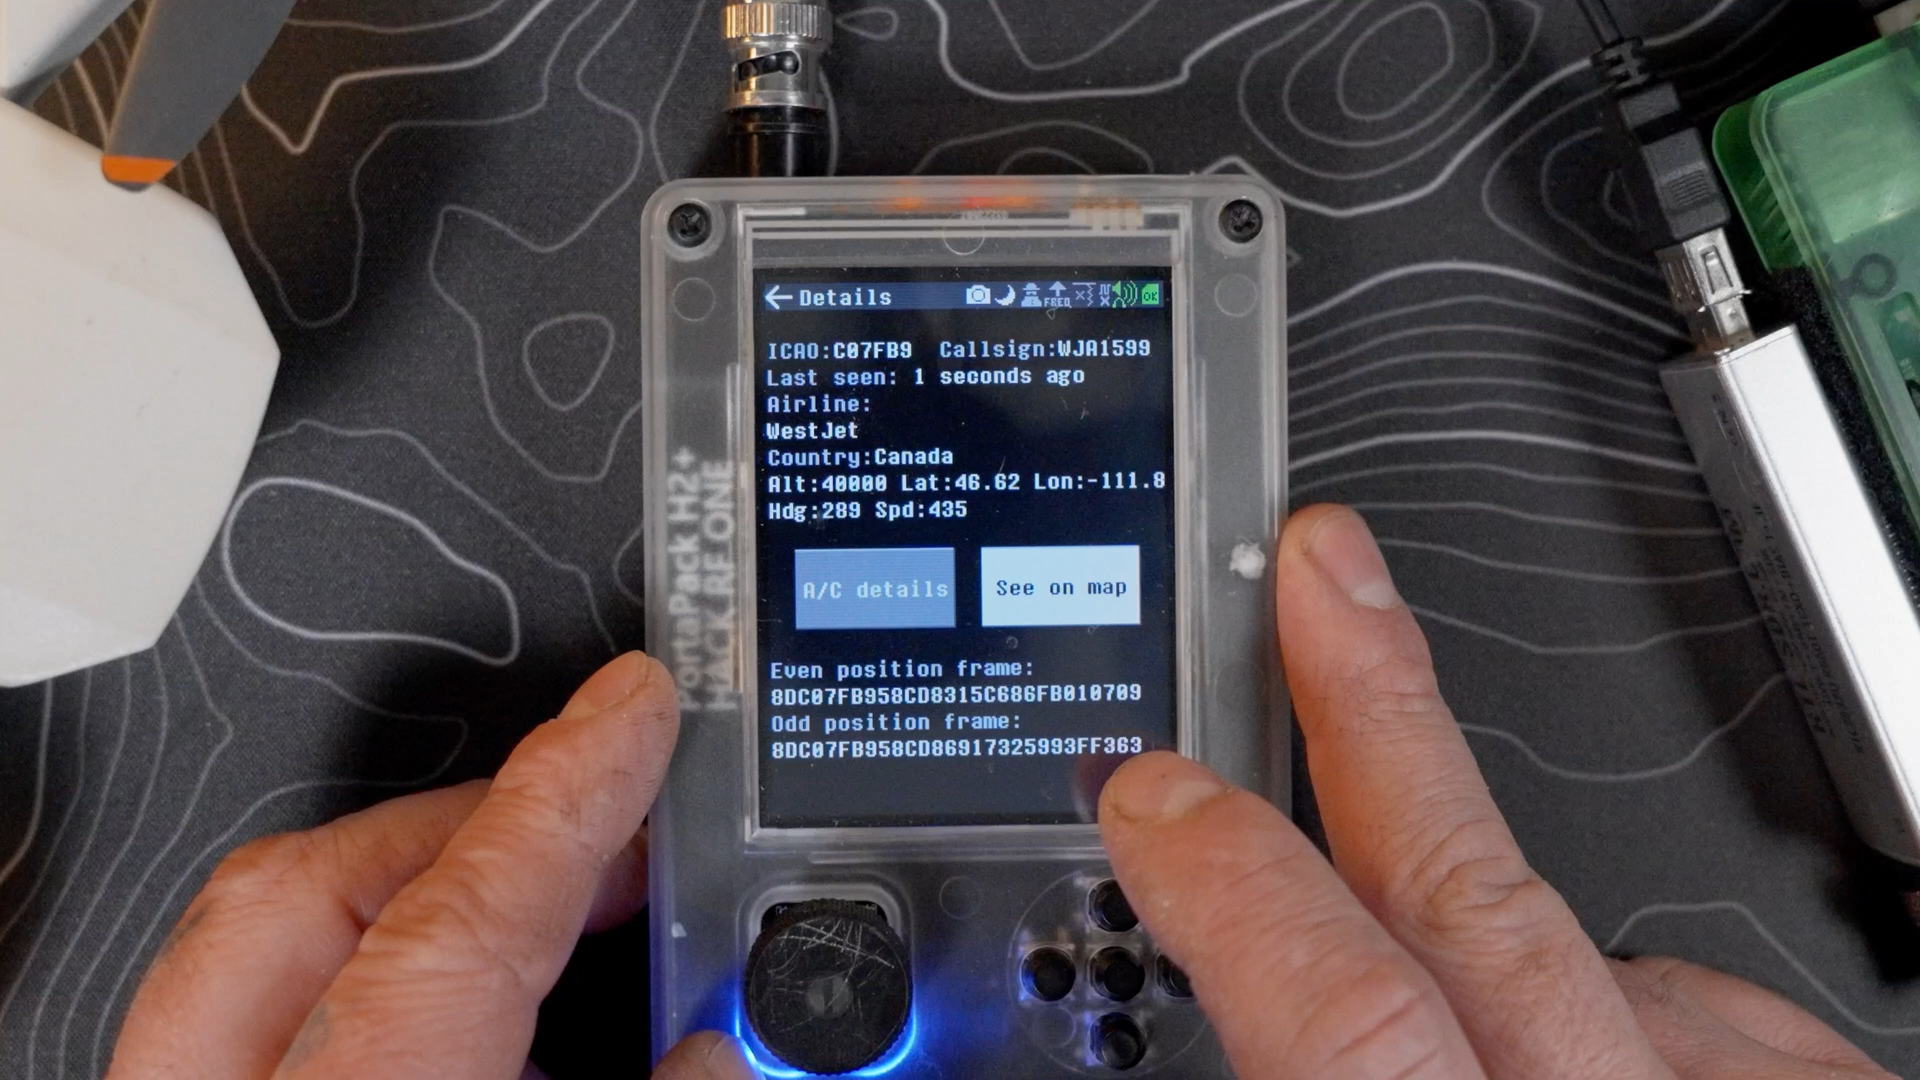 Details
FREQ
OK
ICAO:C07FB9 Callsign:WJA1599
Last seen: 1 seconds ago
Airline:
WestJet
Country:Canada
Alt:40000 Lat:46.62 Lon:-111.8
Hdg:289 Spd:435
A/C details
See on map
Even position frame:
8DC07FB958CD8315C686FB010709
Odd position frame:
8DC07FB958CD86917325993FF363
PortaPack H2+
HACK RF ONE